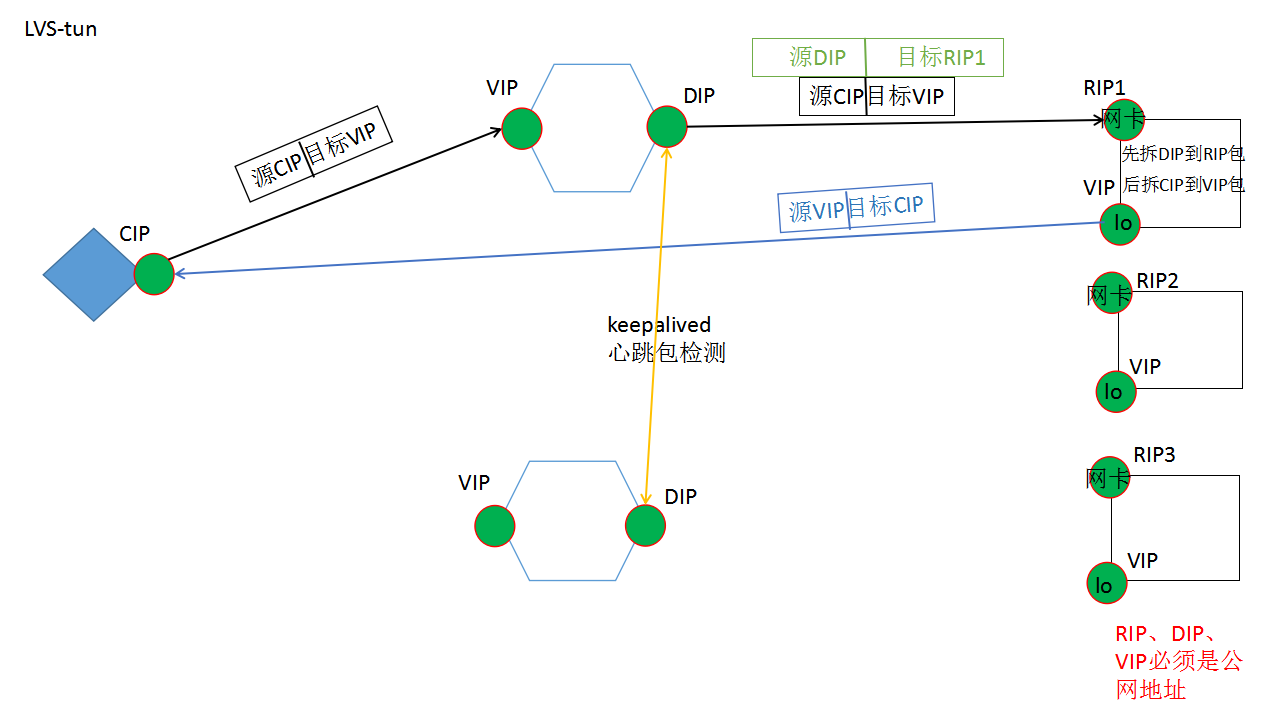 LVS-tun
源DIP 目标RIP1
源CIP 目标VIP
VIP
DIP
RIP1
网卡
源CIP 目标VIP
先拆DIP到RIP包
后拆CIP到VIP包
VIP
lo
源VIP 目标CIP
CIP
RIP2
网卡
keepalived
心跳包检测
VIP
lo
RIP3
网卡
VIP
DIP
VIP
lo
RIP、DIP、
VIP必须是公
网地址